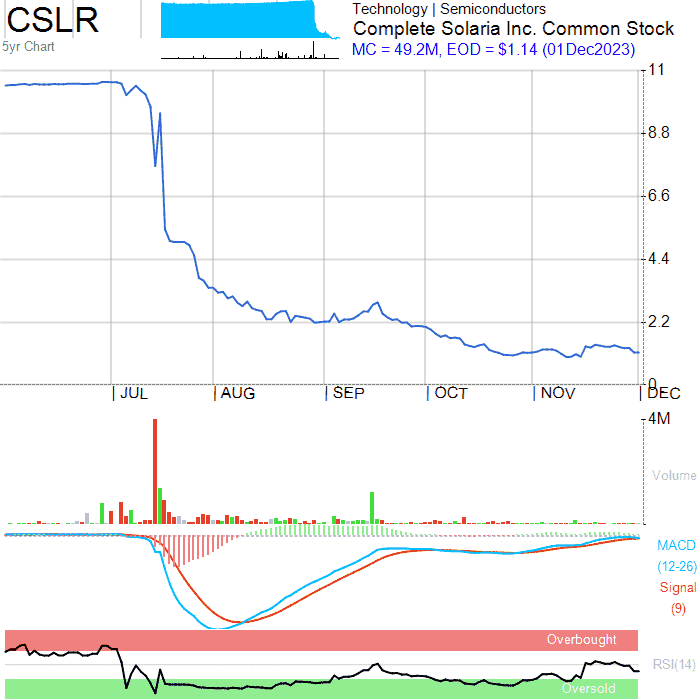 CSLR
5yr Chart
Technology | Semiconductors
Complete Solaria Inc. Common Stock
MC = 49.2M, EOD = $1.14 (01Dec2023)
11
8.8
6.6
4.4
2.2
0
JUL AUG SEP OCT NOV DEC
4M
Volume
MACD
(12-26)
Signal
(9)
Overbought
RSI(14)
Oversold